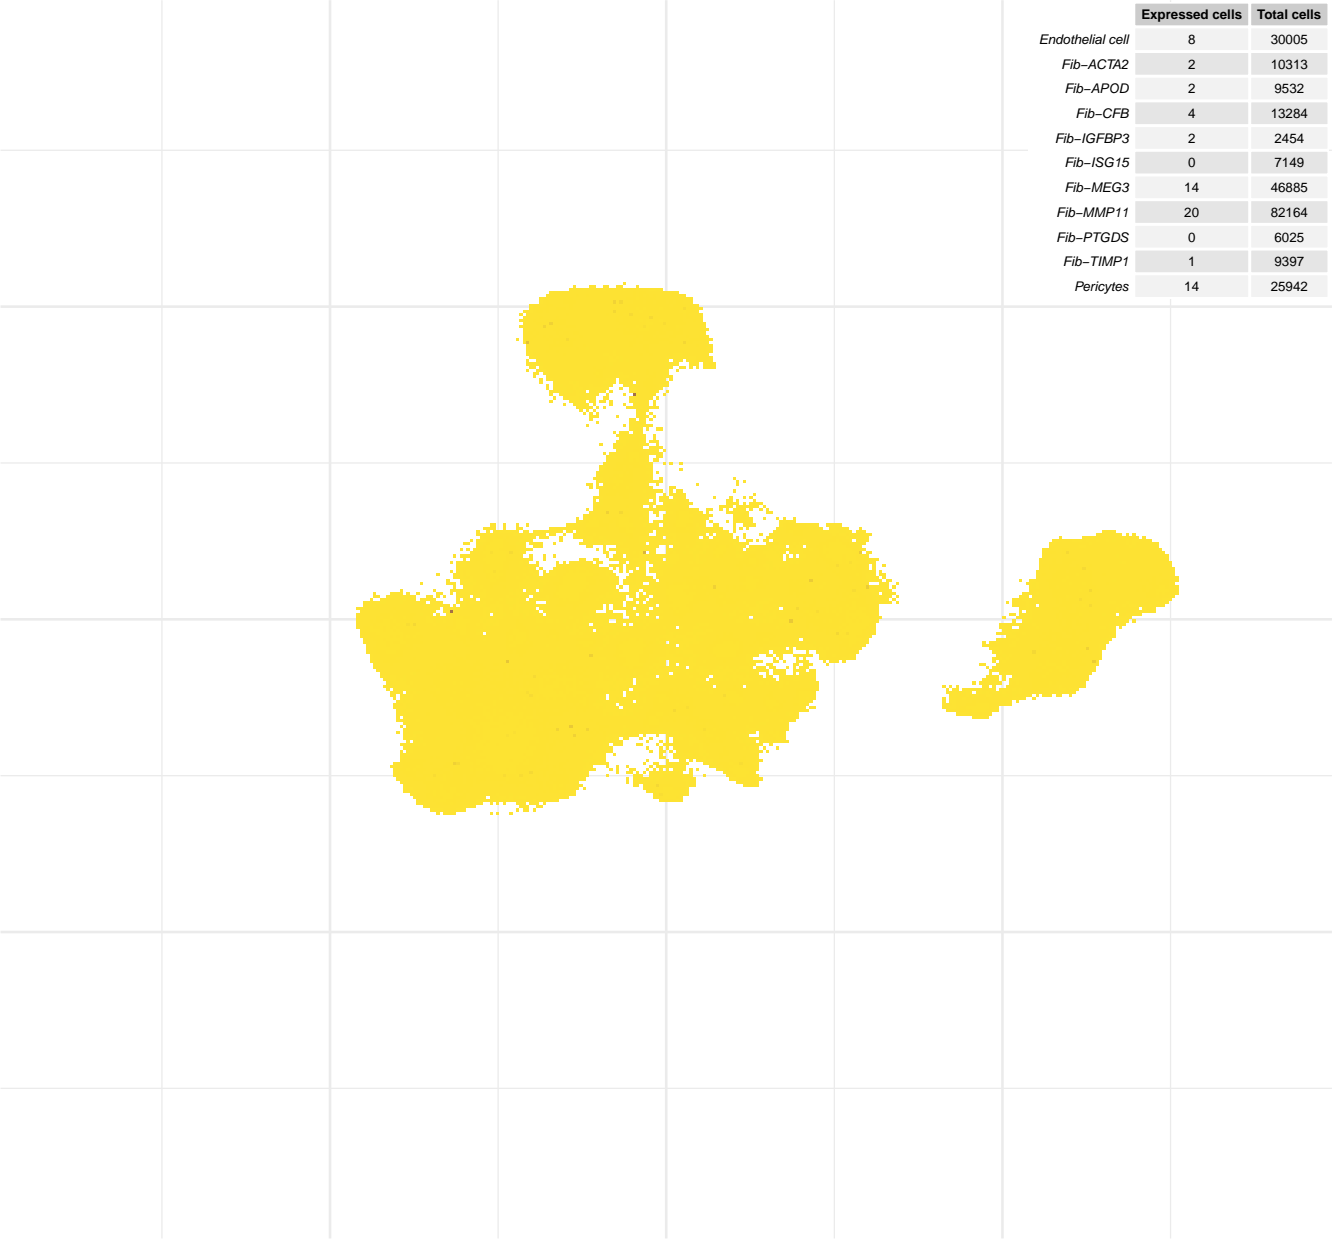 Expressed cells Total cells
Endothelial cell 8 30005
Fib−ACTA2 2 10313
Fib−APOD 2 9532
Fib−CFB 4 13284
Fib−IGFBP3 2 2454
Fib−ISG15 0 7149
Fib−MEG3 14 46885
Fib−MMP11 20 82164
Fib−PTGDS 0 6025
Fib−TIMP1 1 9397
Pericytes 14 25942